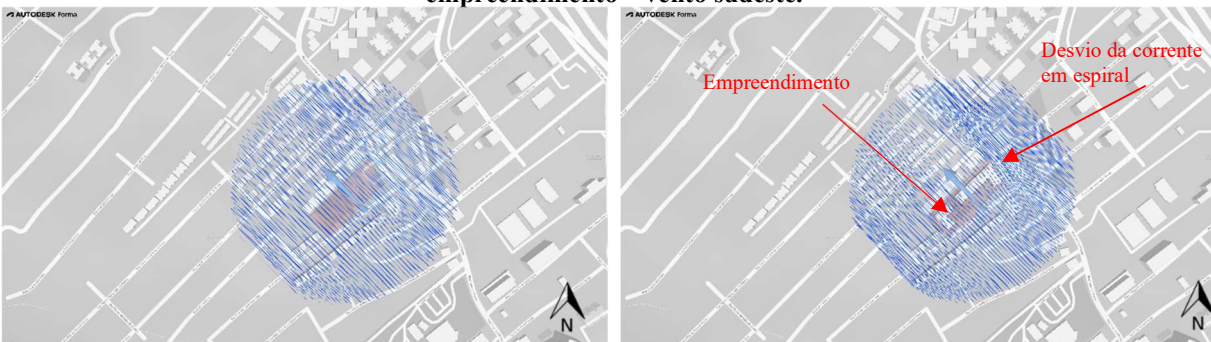 empreendimento – vento sudeste.
AUTODESK Forma
AUTODESK Forma
Desvio da corrente
em espiral
Empreendimento
N
N